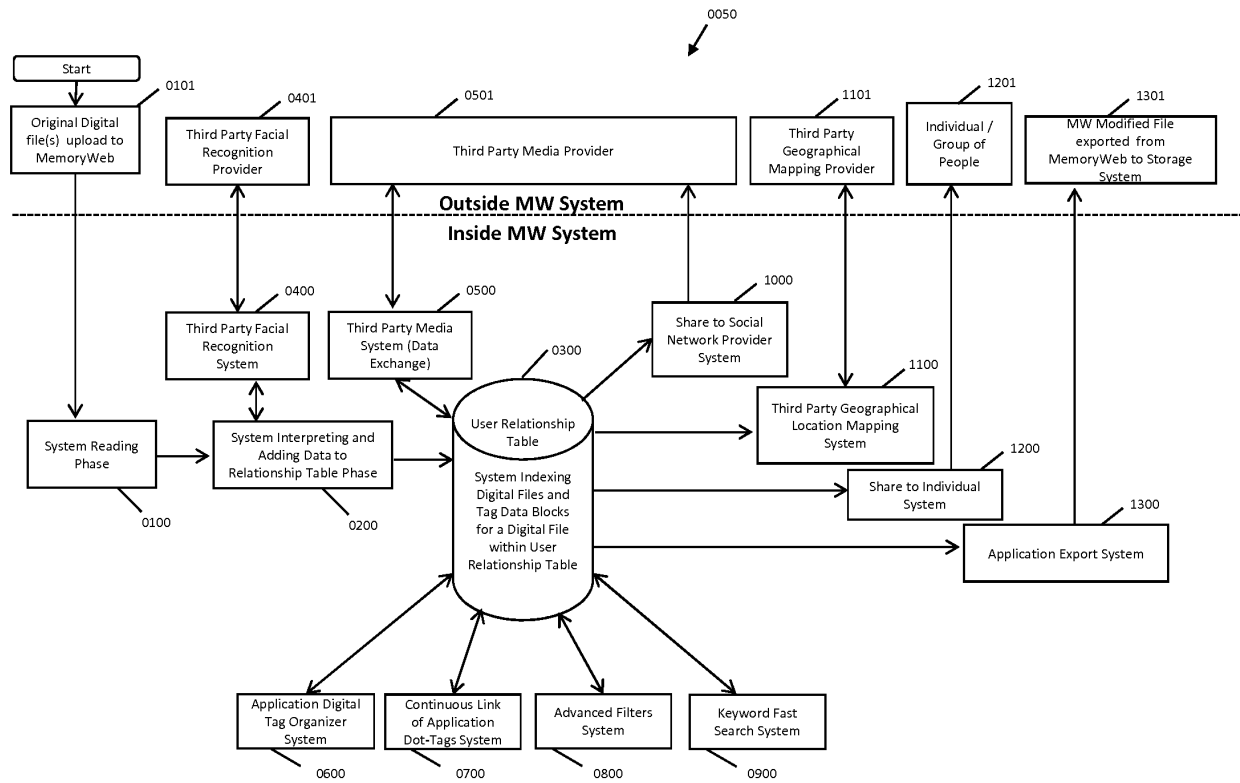 0050
Start
0101
Original Digital
file(s) upload to
MemoryWeb
0401
Third Party Facial
Recognition
Provider
0501
Third Party Media Provider
1101
Third Party
Geographical
Mapping Provider
1201
Individual /
Group of
People
1301
MW Modified File
exported from
MemoryWeb to Storage
System
Outside MW System
Inside MW System
0400
Third Party Facial
Recognition
System
0500
Third Party Media
System (Data
Exchange)
1000
Share to Social
Network Provider
System
0300
User Relationship
Table
System Indexing
Digital Files and
Tag Data Blocks
for a Digital File
within User
Relationship Table
1100
Third Party Geographical
Location Mapping
System
System Reading
Phase
0100
System Interpreting and
Adding Data to
Relationship Table Phase
0200
1200
Share to Individual
System
1300
Application Export System
Application Digital
Tag Organizer
System
0600
Continuous Link
of Application
Dot-Tags System
0700
Advanced Filters
System
0800
Keyword Fast
Search System
0900